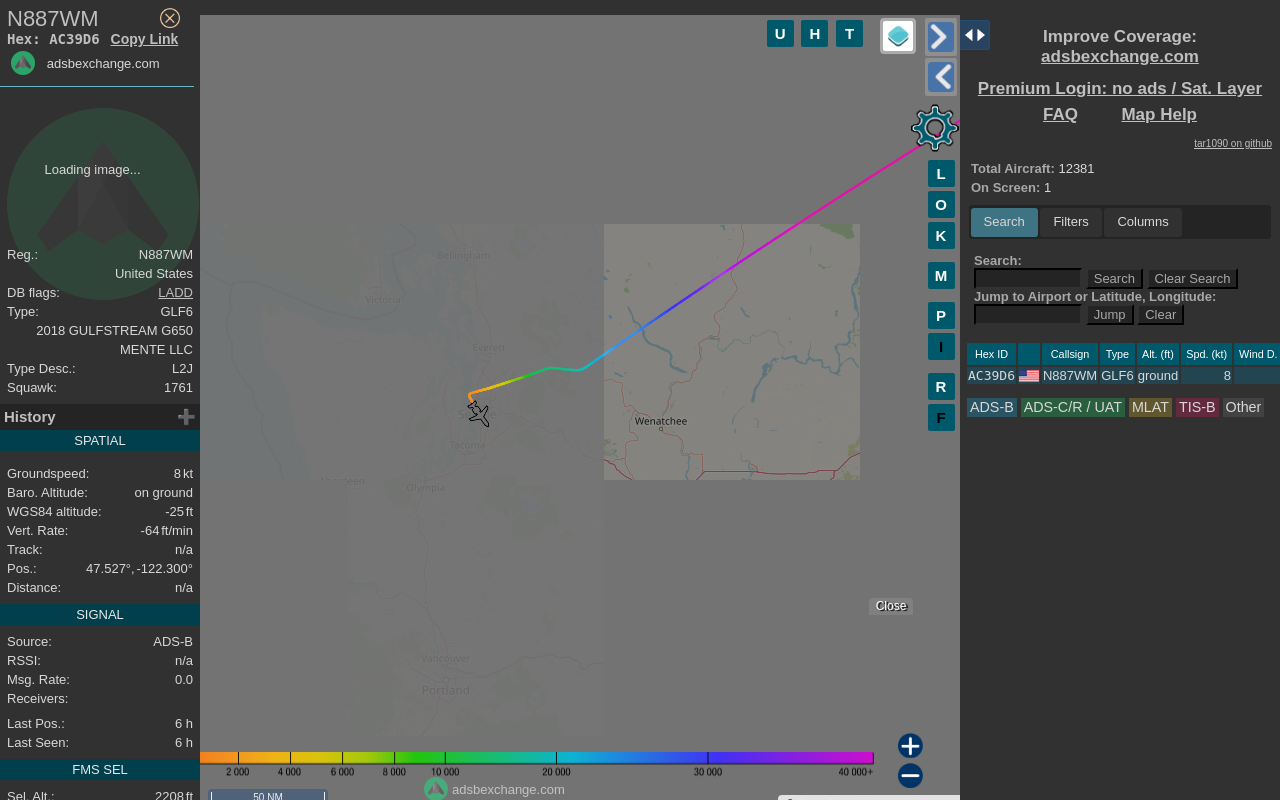 N887WM
Hex: AC39D6 Copy Link
adsbexchange.com
Loading image...
Reg.: N887WM
United States
DB flags: LADD
Type: GLF6
2018 GULFSTREAM G650
MENTE LLC
Type Desc.: L2J
Squawk: 1761
History
SPATIAL
Groundspeed: 8 kt
Baro. Altitude: on ground
WGS84 altitude: -25 ft
Vert. Rate: -64 ft/min
Track: n/a
Pos.: 47.527°, -122.300°
Distance: n/a
SIGNAL
Source: ADS-B
RSSI: n/a
Msg. Rate: 0.0
Receivers:
Last Pos.: 6 h
Last Seen: 6 h
FMS SEL
Sel. Alt.: 2208 ft
U H T
L
O
K
M
P
I
R
F
Bellingham
Victoria
Everett
Tacoma
Olympia
Wenatchee
Vancouver
Portland
Close
2 000 4 000 6 000 8 000 10 000 20 000 30 000 40 000+
adsbexchange.com
50 NM
Improve Coverage:
adsbexchange.com
Premium Login: no ads / Sat. Layer
FAQ Map Help
tar1090 on github
Total Aircraft: 12381
On Screen: 1
Search Filters Columns
Search:
Search Clear Search
Jump to Airport or Latitude, Longitude:
Jump Clear
Hex ID Callsign Type Alt. (ft) Spd. (kt) Wind D.
AC39D6 N887WM GLF6 ground 8
ADS-B ADS-C/R / UAT MLAT TIS-B Other